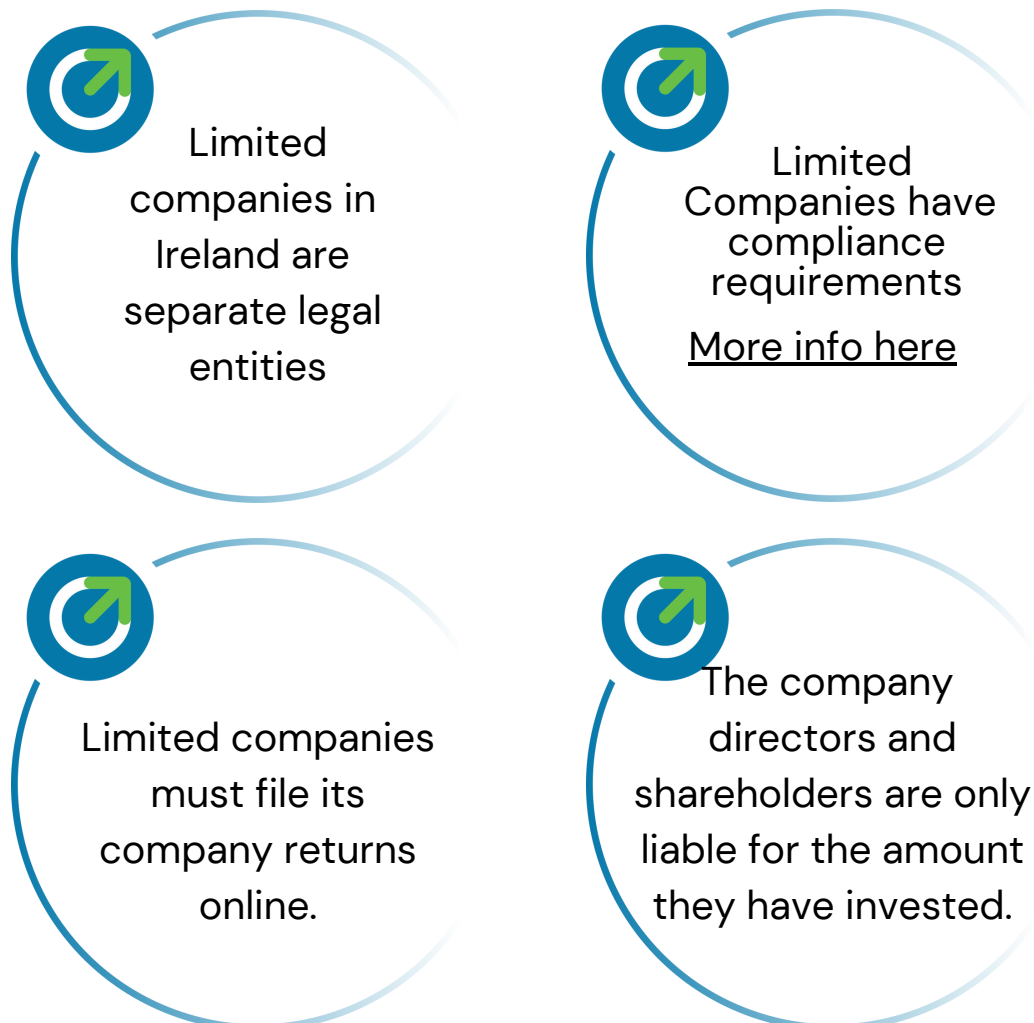 Limited
companies in
Ireland are
separate legal
entities
Limited
Companies have
compliance
requirements
More info here
Limited companies
must file its
company returns
online.
The company
directors and
shareholders are only
liable for the amount
they have invested.